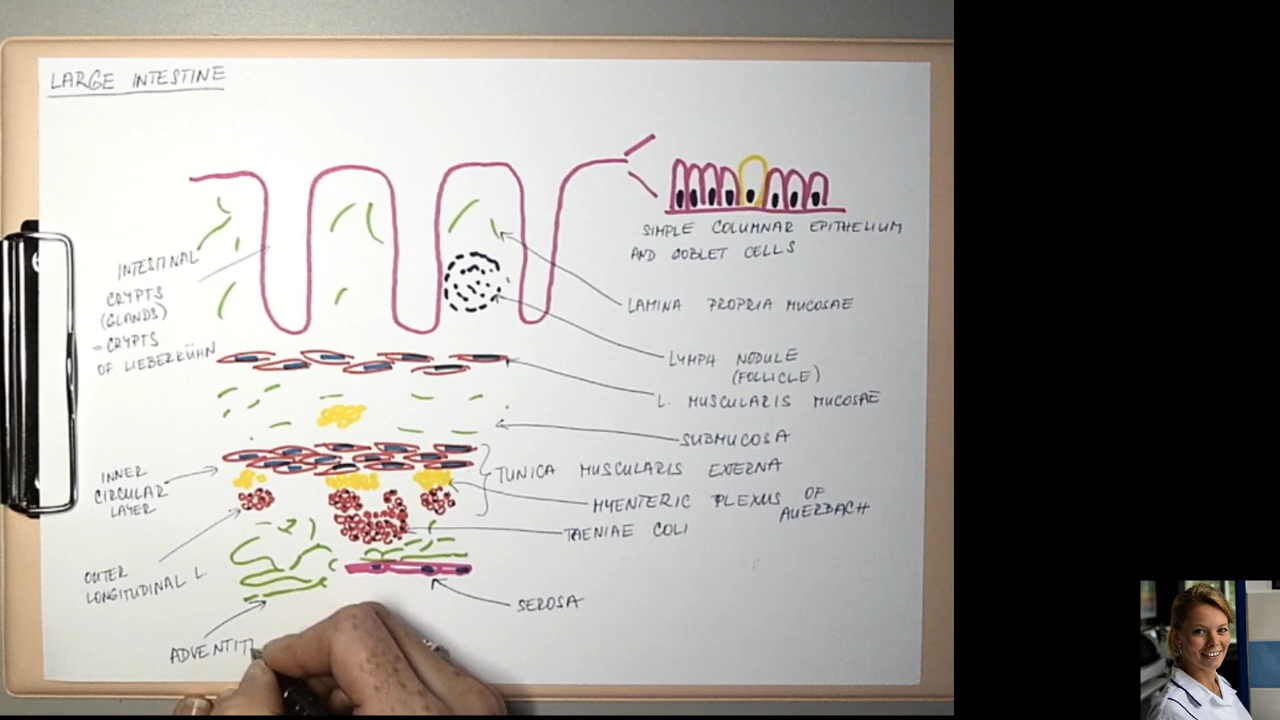 LARGE INTESTINE
SIMPLE COLUMNAR EPITHELIUM
AND GOBLET CELLS
INTESTINAL
CRYPTS
(GLANDS)
- CRYPTS
OF LIEBERKÜHN
LAMINA PROPRIA MUCOSAE
LYMPH NODULE
(FOLLICLE)
L. MUSCULARIS MUCOSAE
SUBMUCOSA
TUNICA MUSCULARIS EXTERNA
INNER
CIRCULAR
LAYER
MYENTERIC PLEXUS OF
AUERBACH
TAENIAE COLI
OUTER
LONGITUDINAL L
SEROSA
ADVENTIT